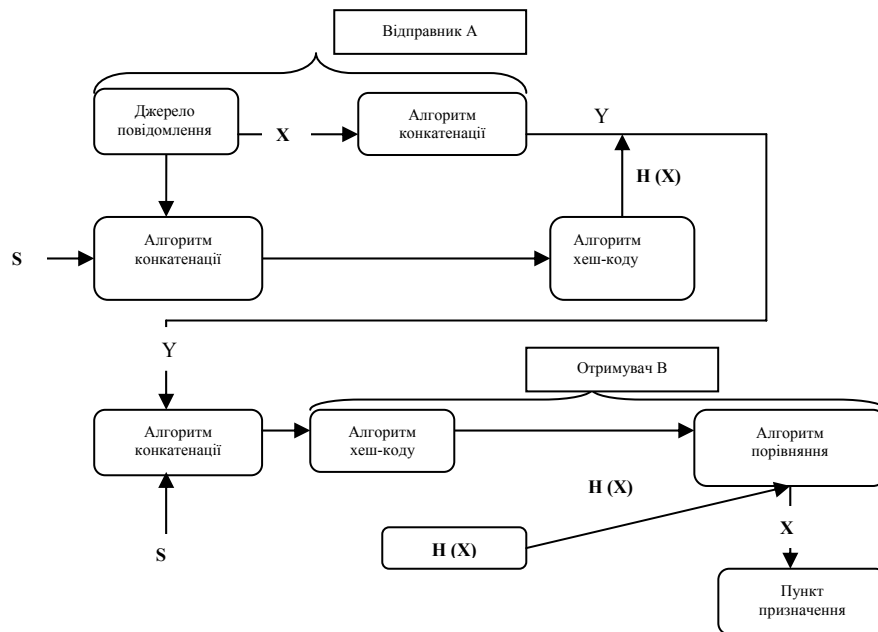 Відправник А
Джерело
повідомлення
X
Алгоритм
конкатенації
Y
H (X)
S
Алгоритм
конкатенації
Алгоритм
хеш-коду
Y
Отримувач В
Алгоритм
конкатенації
Алгоритм
хеш-коду
Алгоритм
порівняння
H (X)
S
H (X)
X
Пункт
призначення